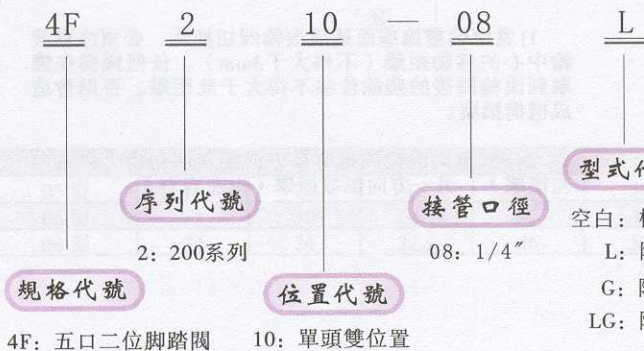 4F 2 10 — 08 L
型式代
序列代號
接管口徑
空白：
2: 200系列
08: 1/4″
L:
規格代號
位置代號
G:
LG:
4F: 五口二位脚踏閥
10: 單頭雙位置